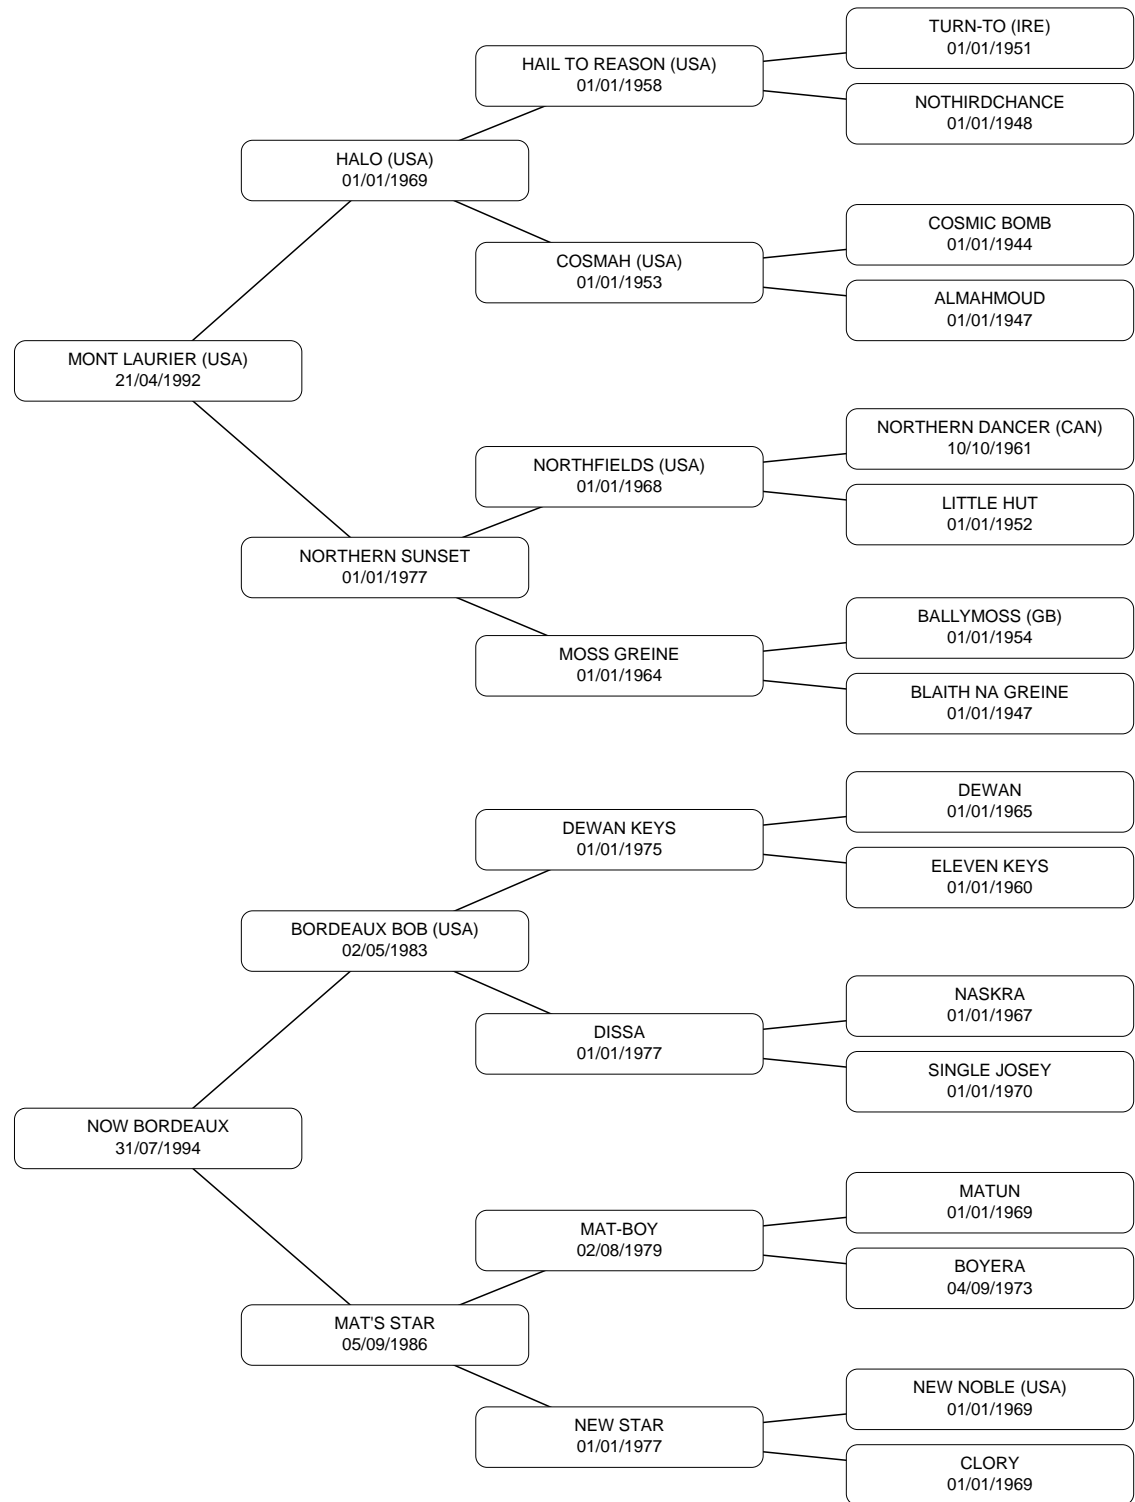 TURN-TO (IRE)
01/01/1951
HAIL TO REASON (USA)
01/01/1958
NOTHIRDCHANCE
01/01/1948
HALO (USA)
01/01/1969
COSMIC BOMB
01/01/1944
COSMAH (USA)
01/01/1953
ALMAHMOUD
01/01/1947
MONT LAURIER (USA)
21/04/1992
NORTHERN DANCER (CAN)
10/10/1961
NORTHFIELDS (USA)
01/01/1968
LITTLE HUT
01/01/1952
NORTHERN SUNSET
01/01/1977
BALLYMOSS (GB)
01/01/1954
MOSS GREINE
01/01/1964
BLAITH NA GREINE
01/01/1947
DEWAN
01/01/1965
DEWAN KEYS
01/01/1975
ELEVEN KEYS
01/01/1960
BORDEAUX BOB (USA)
02/05/1983
NASKRA
01/01/1967
DISSA
01/01/1977
SINGLE JOSEY
01/01/1970
NOW BORDEAUX
31/07/1994
MATUN
01/01/1969
MAT-BOY
02/08/1979
BOYERA
04/09/1973
MAT'S STAR
05/09/1986
NEW NOBLE (USA)
01/01/1969
NEW STAR
01/01/1977
CLORY
01/01/1969